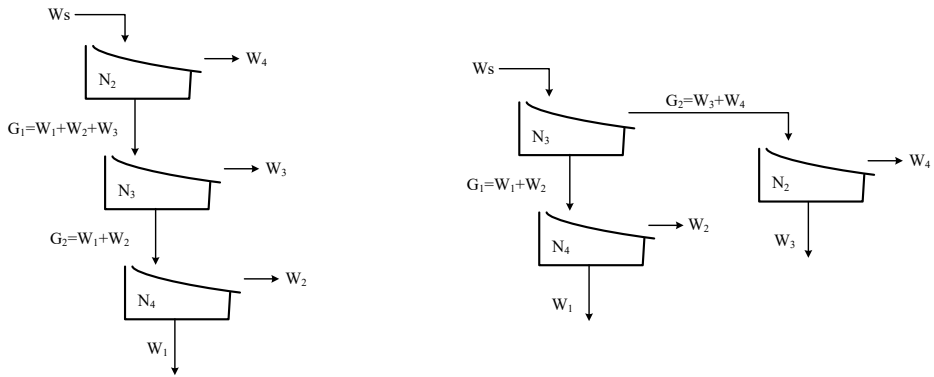 Ws
W₄
N₂
G₁=W₁+W₂+W₃
W₃
N₃
G₂=W₁+W₂
W₂
N₄
W₁
Ws
G₂=W₃+W₄
N₃
W₄
N₂
G₁=W₁+W₂
W₂
W₃
N₄
W₁